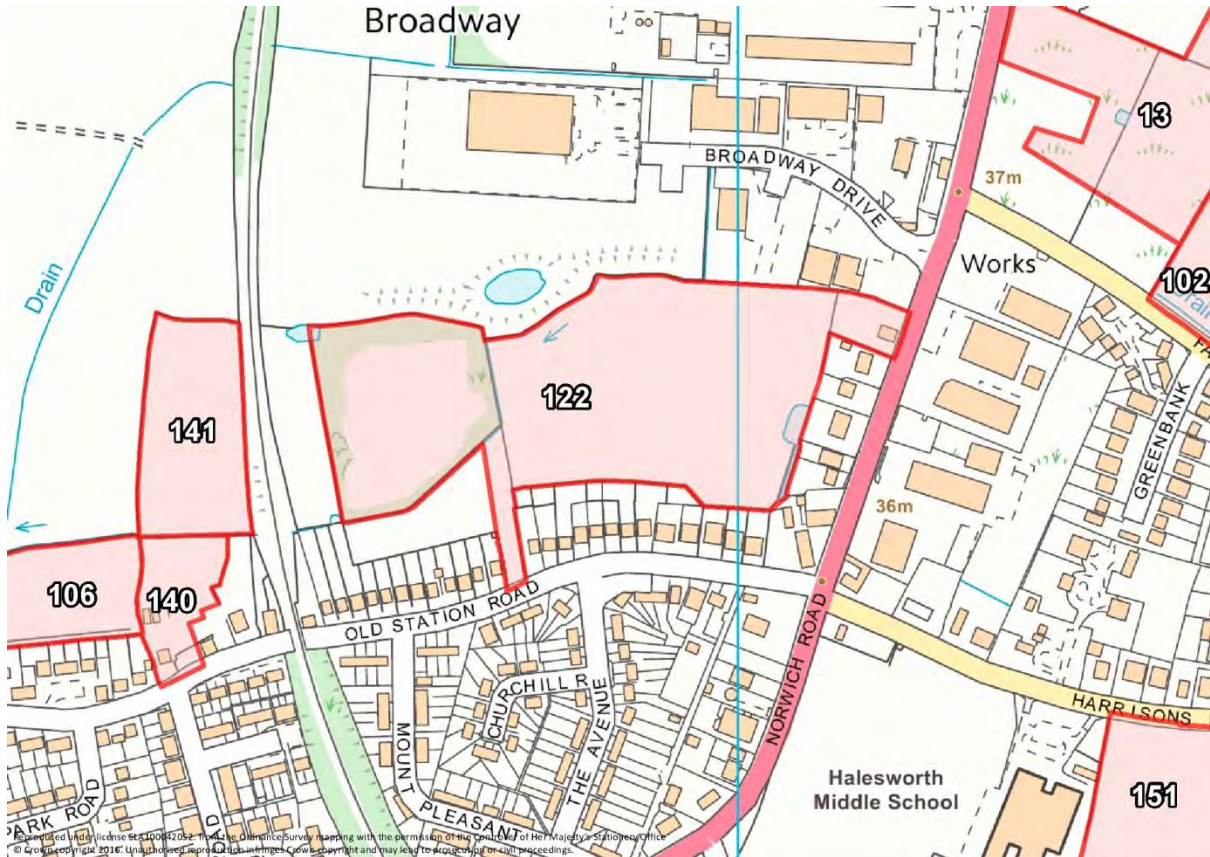 Broadway
13
BROADWAY DRIVE
37m
Works
102
Drain
Drain
122
141
GREENBANK
36m
106
140
OLD STATION ROAD
NORWICH ROAD
CHURCHILL R
THE AVENUE
MOUNT PLEASANT
HARRISONS
Halesworth
Middle School
151
PARK ROAD
Reproduced under license SLA100042052. from the Ordnance Survey mapping with the permission of the Controller of Her Majesty's Stationery Office
© Crown copyright 2016. Unauthorised reproduction infringes Crown copyright and may lead to prosecution or civil proceedings.